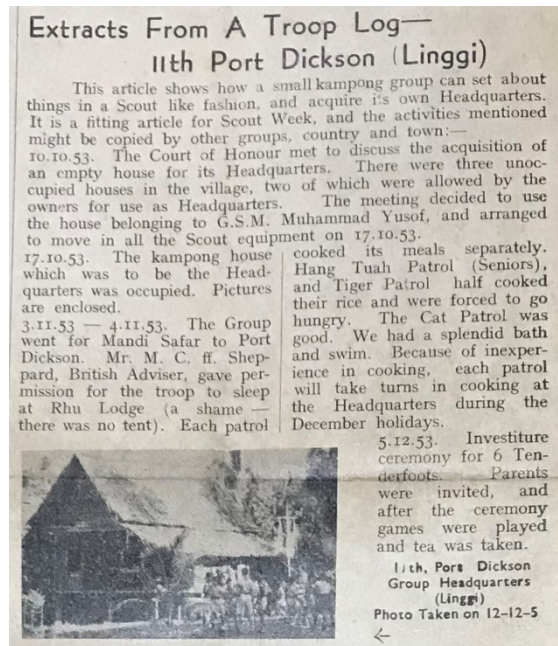 Extracts From A Troop Log—
11th Port Dickson (Linggi)
This article shows how a small kampong group can set about
things in a Scout like fashion, and acquire its own Headquarters.
It is a fitting article for Scout Week, and the activities mentioned
might be copied by other groups, country and town:—
10.10.53. The Court of Honour met to discuss the acquisition of
an empty house for its Headquarters. There were three unoc-
cupied houses in the village, two of which were allowed by the
owners for use as Headquarters. The meeting decided to use
the house belonging to G.S.M. Muhammad Yusof, and arranged
to move in all the Scout equipment on 17.10.53.
17.10.53. The kampong house
which was to be the Head-
quarters was occupied. Pictures
are enclosed.
3.11.53 — 4.11.53. The Group
went for Mandi Safar to Port
Dickson. Mr. M. C. ff. Shep-
pard, British Adviser, gave per-
mission for the troop to sleep
at Rhu Lodge (a shame —
there was no tent). Each patrol
cooked its meals separately.
Hang Tuah Patrol (Seniors),
and Tiger Patrol half cooked
their rice and were forced to go
hungry. The Cat Patrol was
good. We had a splendid bath
and swim. Because of inexper-
ience in cooking, each patrol
will take turns in cooking at
the Headquarters during the
December holidays.
5.12.53. Investiture
ceremony for 6 Ten-
derfoots. Parents
were invited, and
after the ceremony
games were played
and tea was taken.
11th, Port Dickson
Group Headquarters
(Linggi)
Photo Taken on 12-12-5
←